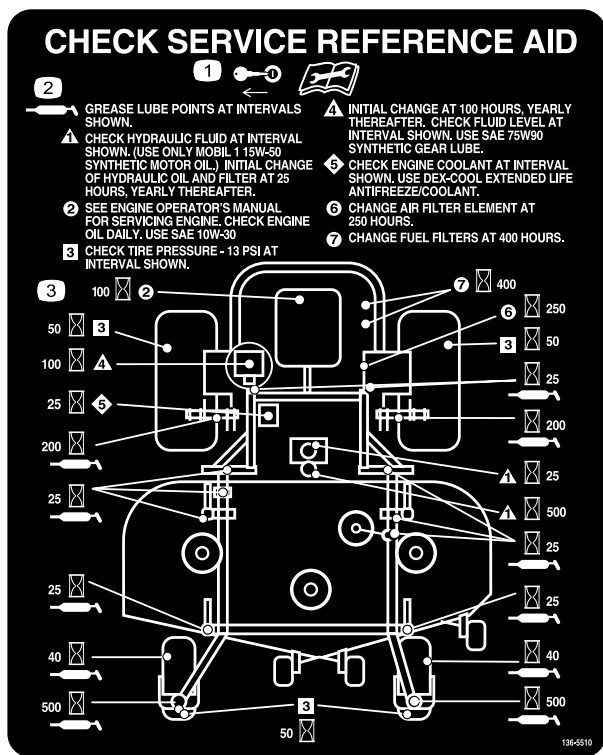 CHECK SERVICE REFERENCE AID
1
2
GREASE LUBE POINTS AT INTERVALS
SHOWN.
1 CHECK HYDRAULIC FLUID AT INTERVAL
SHOWN. (USE ONLY MOBIL 1 15W-50
SYNTHETIC MOTOR OIL.) INITIAL CHANGE
OF HYDRAULIC OIL AND FILTER AT 25
HOURS, YEARLY THEREAFTER.
2 SEE ENGINE OPERATOR'S MANUAL
FOR SERVICING ENGINE. CHECK ENGINE
OIL DAILY. USE SAE 10W-30
3 CHECK TIRE PRESSURE - 13 PSI AT
INTERVAL SHOWN.
4 INITIAL CHANGE AT 100 HOURS, YEARLY
THEREAFTER. CHECK FLUID LEVEL AT
INTERVAL SHOWN. USE SAE 75W90
SYNTHETIC GEAR LUBE.
5 CHECK ENGINE COOLANT AT INTERVAL
SHOWN. USE DEX-COOL EXTENDED LIFE
ANTIFREEZE/COOLANT.
6 CHANGE AIR FILTER ELEMENT AT
250 HOURS.
7 CHANGE FUEL FILTERS AT 400 HOURS.
3
100 2
7 400
6 250
50 3
3 50
100 4
25
25 5
200
200
1 25
25
1 500
25
25
25
40
40
500
500
3
50
136-5510